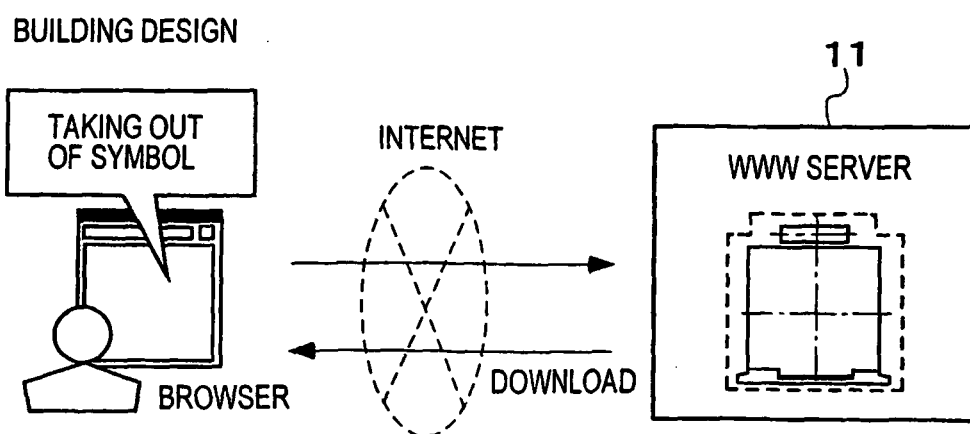 BUILDING DESIGN
11
TAKING OUT
OF SYMBOL
INTERNET
WWW SERVER
DOWNLOAD
BROWSER